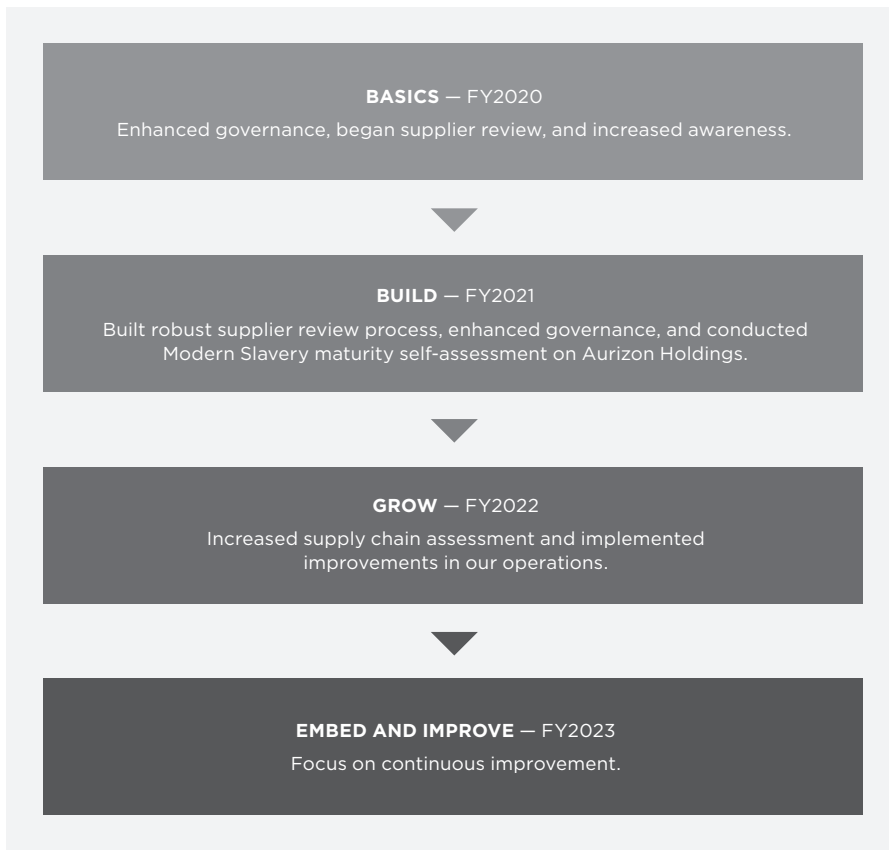 BASICS — FY2020
Enhanced governance, began supplier review, and increased awareness.
BUILD — FY2021
Built robust supplier review process, enhanced governance, and conducted
Modern Slavery maturity self-assessment on Aurizon Holdings.
GROW — FY2022
Increased supply chain assessment and implemented
improvements in our operations.
EMBED AND IMPROVE — FY2023
Focus on continuous improvement.